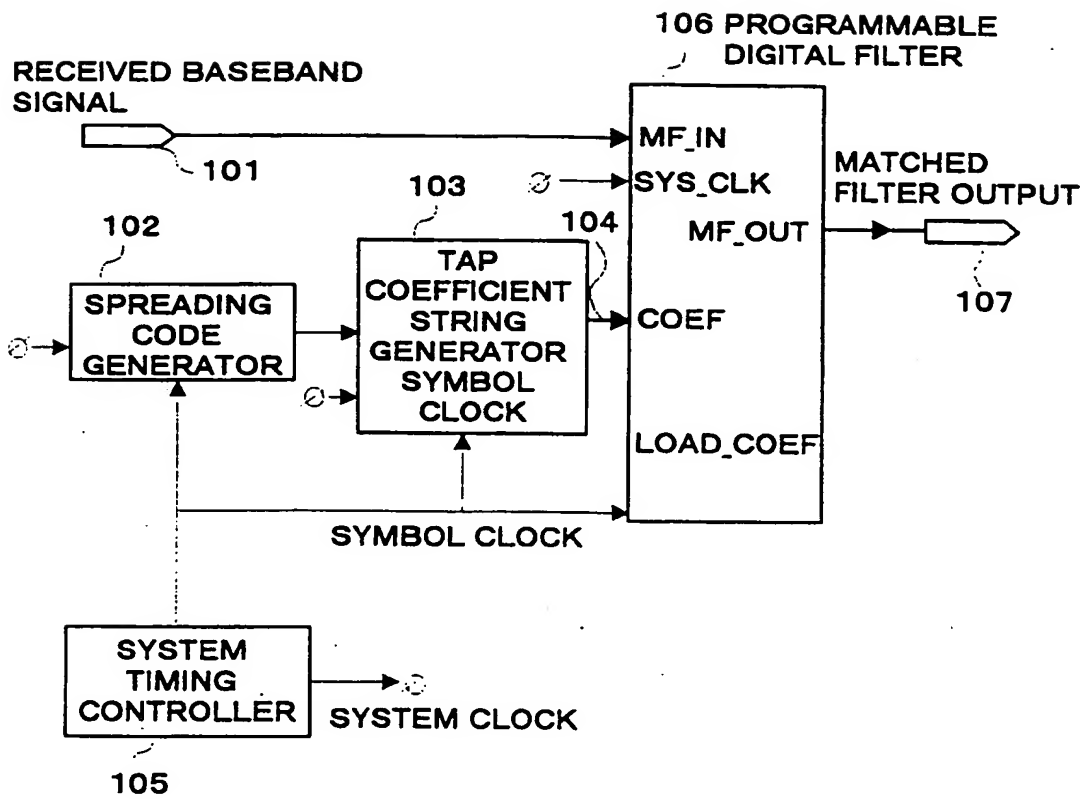 106 PROGRAMMABLE
DIGITAL FILTER
RECEIVED BASEBAND
SIGNAL
101
MF_IN
SYS_CLK
MF_OUT
COEF
LOAD_COEF
MATCHED
FILTER OUTPUT
107
102
SPREADING
CODE
GENERATOR
103
TAP
COEFFICIENT
STRING
GENERATOR
SYMBOL
CLOCK
104
SYMBOL CLOCK
SYSTEM
TIMING
CONTROLLER
SYSTEM CLOCK
105